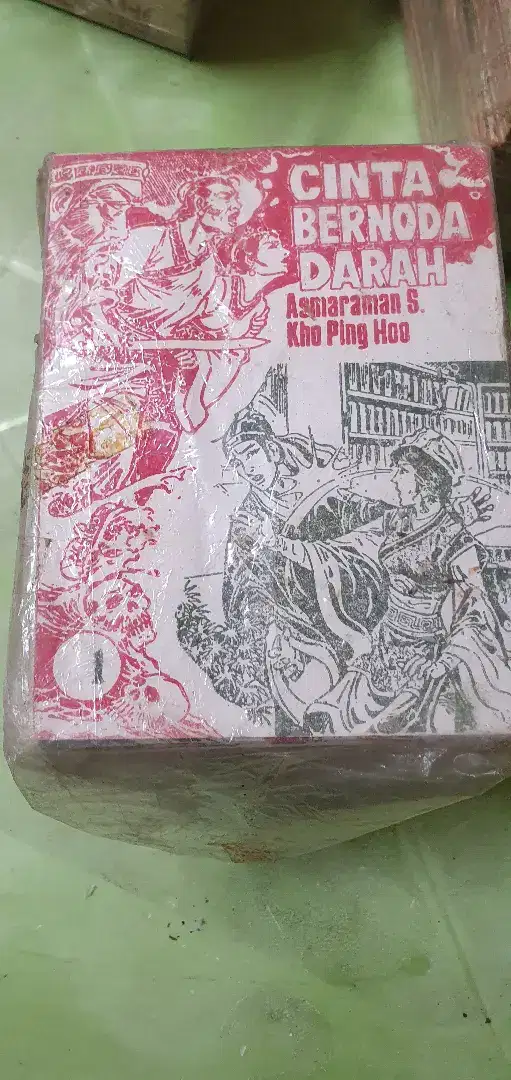 CINTA
BERNODA
DARAH
Asmaraman S.
Kho Ping Hoo
1